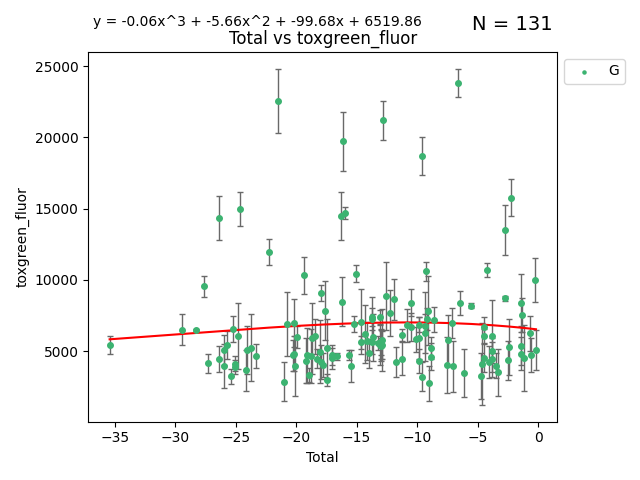 y = -0.06x^3 + -5.66x^2 + -99.68x + 6519.86
N = 131
Total vs toxgreen_fluor
G
toxgreen_fluor
25000
20000
15000
10000
5000
−35
−30
−25
−20
−15
−10
−5
0
Total